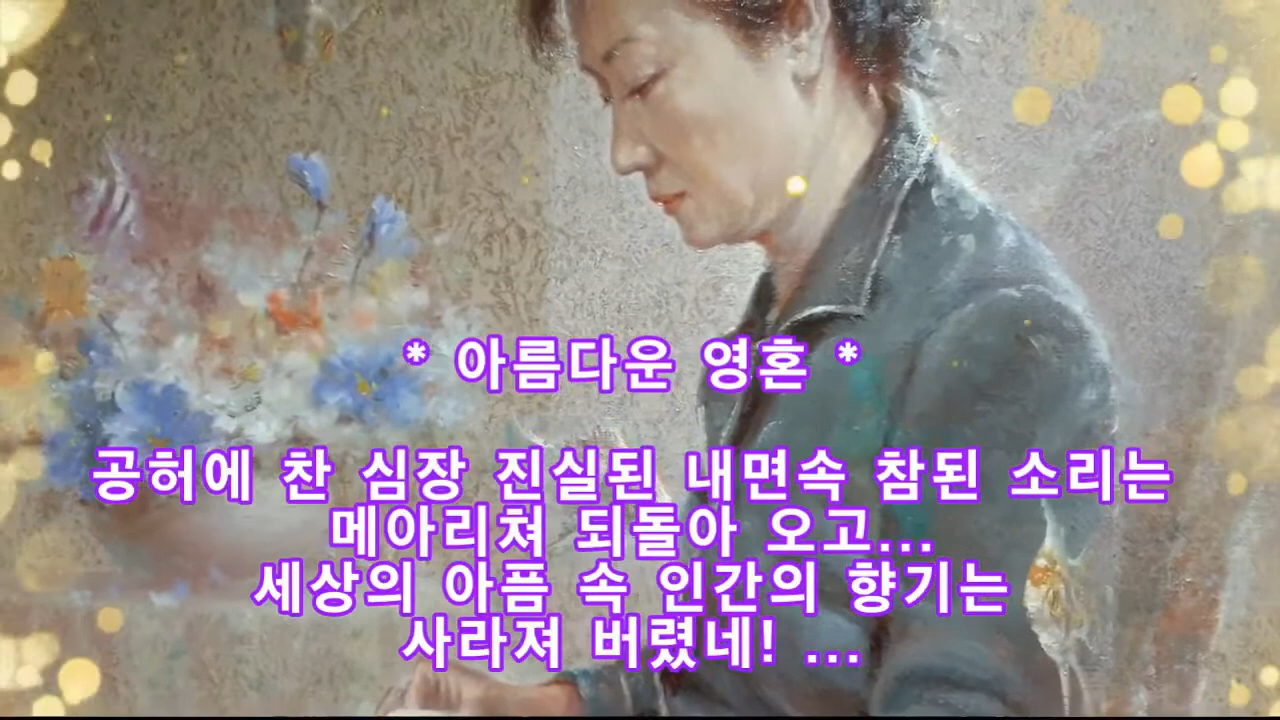 * 아름다운 영혼 *
공허에 찬 심장 진실된 내면속 참된 소리는
메아리쳐 되돌아 오고...
세상의 아픔 속 인간의 향기는
사라져 버렸네! ...